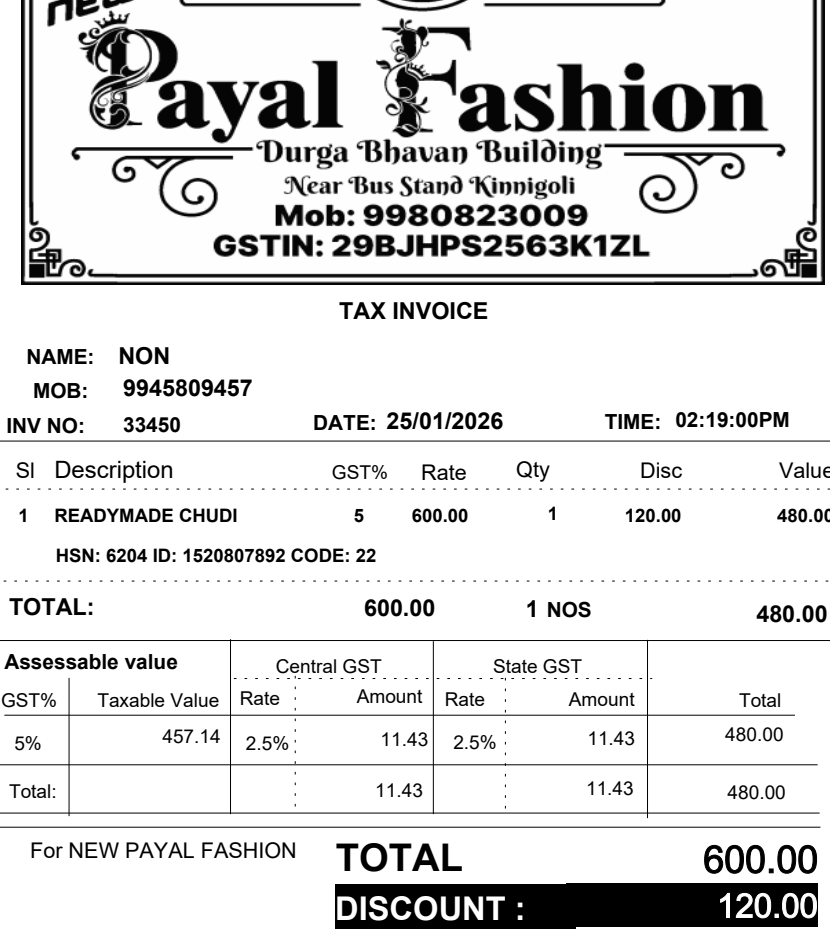 new
Payal Fashion
Durga Bhavan Building
Near Bus Stand Kinnigoli
Mob: 9980823009
GSTIN: 29BJHPS2563K1ZL
TAX INVOICE
NAME: NON
MOB: 9945809457
INV NO: 33450 DATE: 25/01/2026 TIME: 02:19:00PM
Sl Description GST% Rate Qty Disc Value
1 READYMADE CHUDI 5 600.00 1 120.00 480.00
HSN: 6204 ID: 1520807892 CODE: 22
TOTAL: 600.00 1 NOS 480.00
Assessable value Central GST State GST
GST% Taxable Value Rate Amount Rate Amount Total
5% 457.14 2.5% 11.43 2.5% 11.43 480.00
Total: 11.43 11.43 480.00
For NEW PAYAL FASHION TOTAL 600.00
DISCOUNT : 120.00